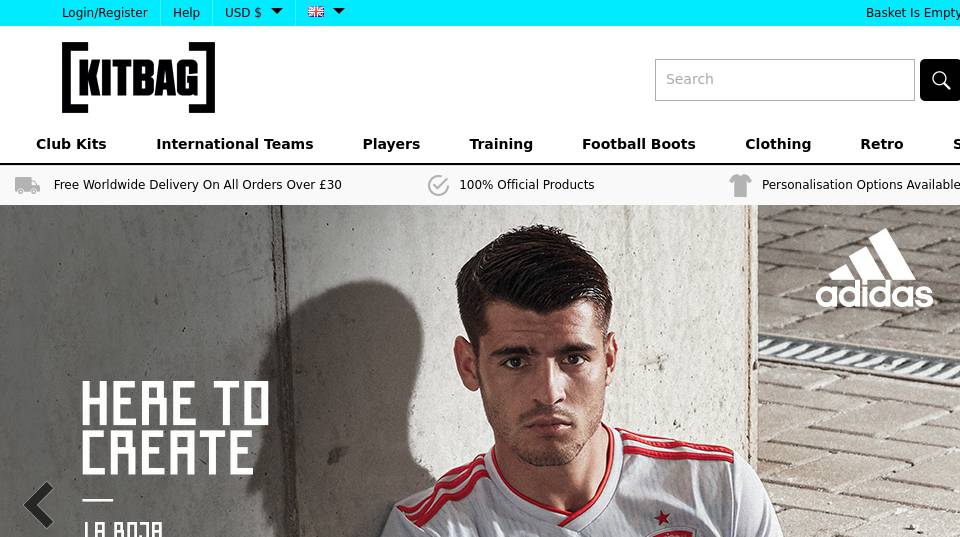 Login/Register
Help
USD $
Basket Is Empty
KITBAG
Search
Club Kits
International Teams
Players
Training
Football Boots
Clothing
Retro
S
Free Worldwide Delivery On All Orders Over £30
100% Official Products
Personalisation Options Available
adidas
HERE TO
CREATE
LA ROJA